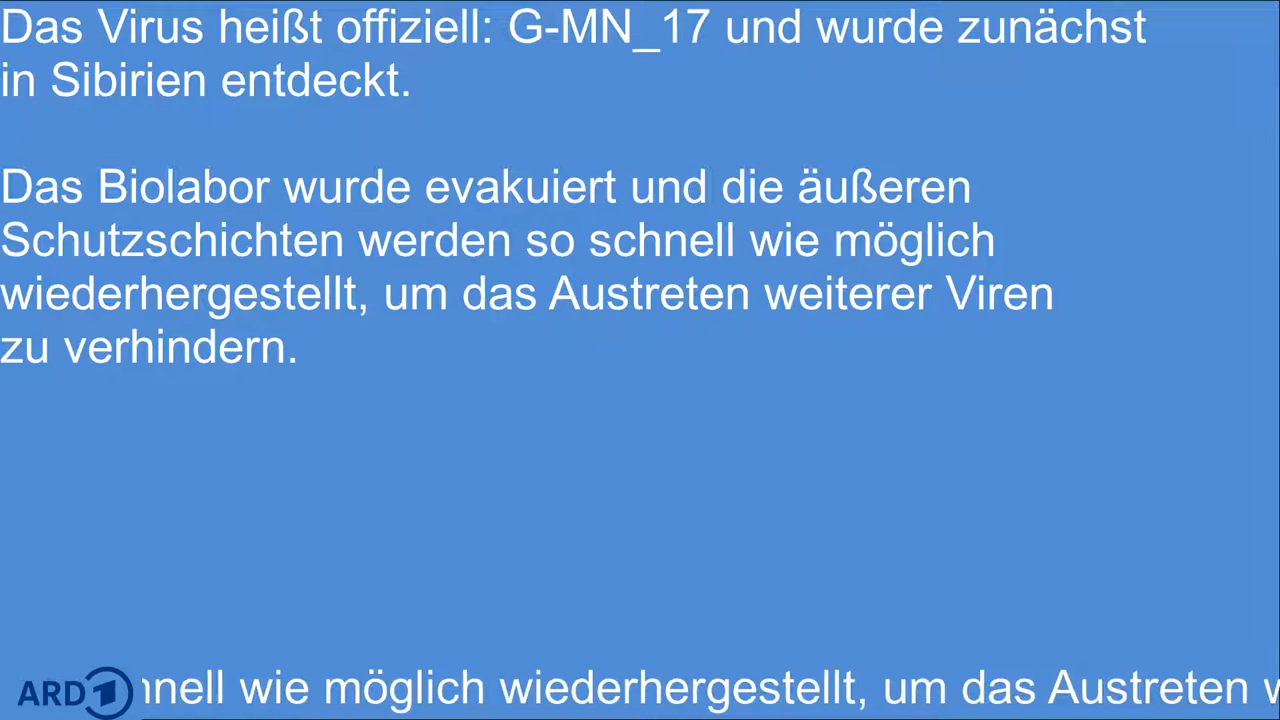 Das Virus heißt offiziell: G-MN_17 und wurde zunächst
in Sibirien entdeckt.
Das Biolabor wurde evakuiert und die äußeren
Schutzschichten werden so schnell wie möglich
wiederhergestellt, um das Austreten weiterer Viren
zu verhindern.
ARD 1 wie möglich wiederhergestellt, um das Austreten